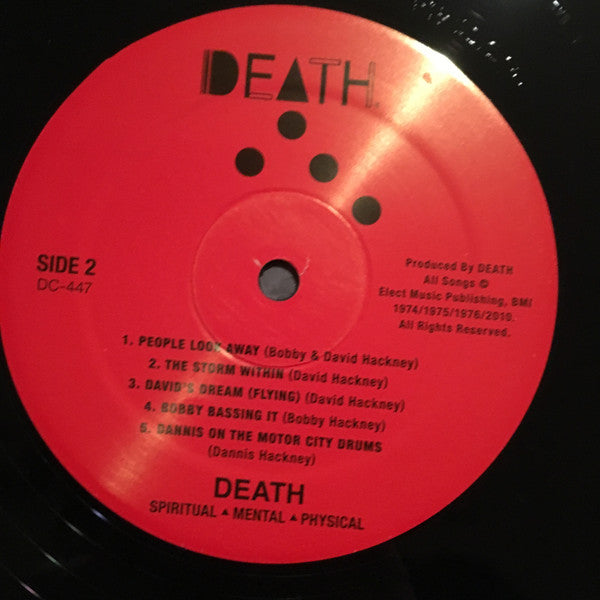 DEATH.
SIDE 2
DC-447
Produced By DEATH
All Songs ©
Elect Music Publishing, BMI
1974/1975/1976/2010.
All Rights Reserved.
1. PEOPLE LOOK AWAY (Bobby & David Hackney)
2. THE STORM WITHIN (David Hackney)
3. DAVID'S DREAM (FLYING) (David Hackney)
4. BOBBY BASSING IT (Bobby Hackney)
5. DANNIS ON THE MOTOR CITY DRUMS
(Dannis Hackney)
DEATH
SPIRITUAL ▲ MENTAL ▲ PHYSICAL